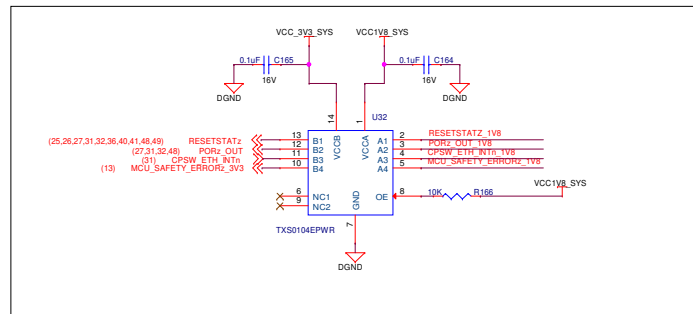 VCC_3V3_SYS VCC1V8_SYS
0.1uF C165 0.1uF C164
16V 16V
DGND DGND
14 1 U32
VCCB VCCA
(25,26,27,31,32,36,40,41,48,49) RESETSTATz 13 B1 A1 2 RESETSTATZ_1V8
(27,31,32,48) PORz_OUT 12 B2 A2 3 PORz_OUT_1V8
(31) CPSW_ETH_INTn 11 B3 A3 4 CPSW_ETH_INTn_1V8
(13) MCU_SAFETY_ERRORz_3V3 10 B4 A4 5 MCU_SAFETY_ERRORz_1V8
VCC1V8_SYS
6 NC1 OE 8 10K R166
9 NC2 GND
7
TXS0104EPWR
DGND